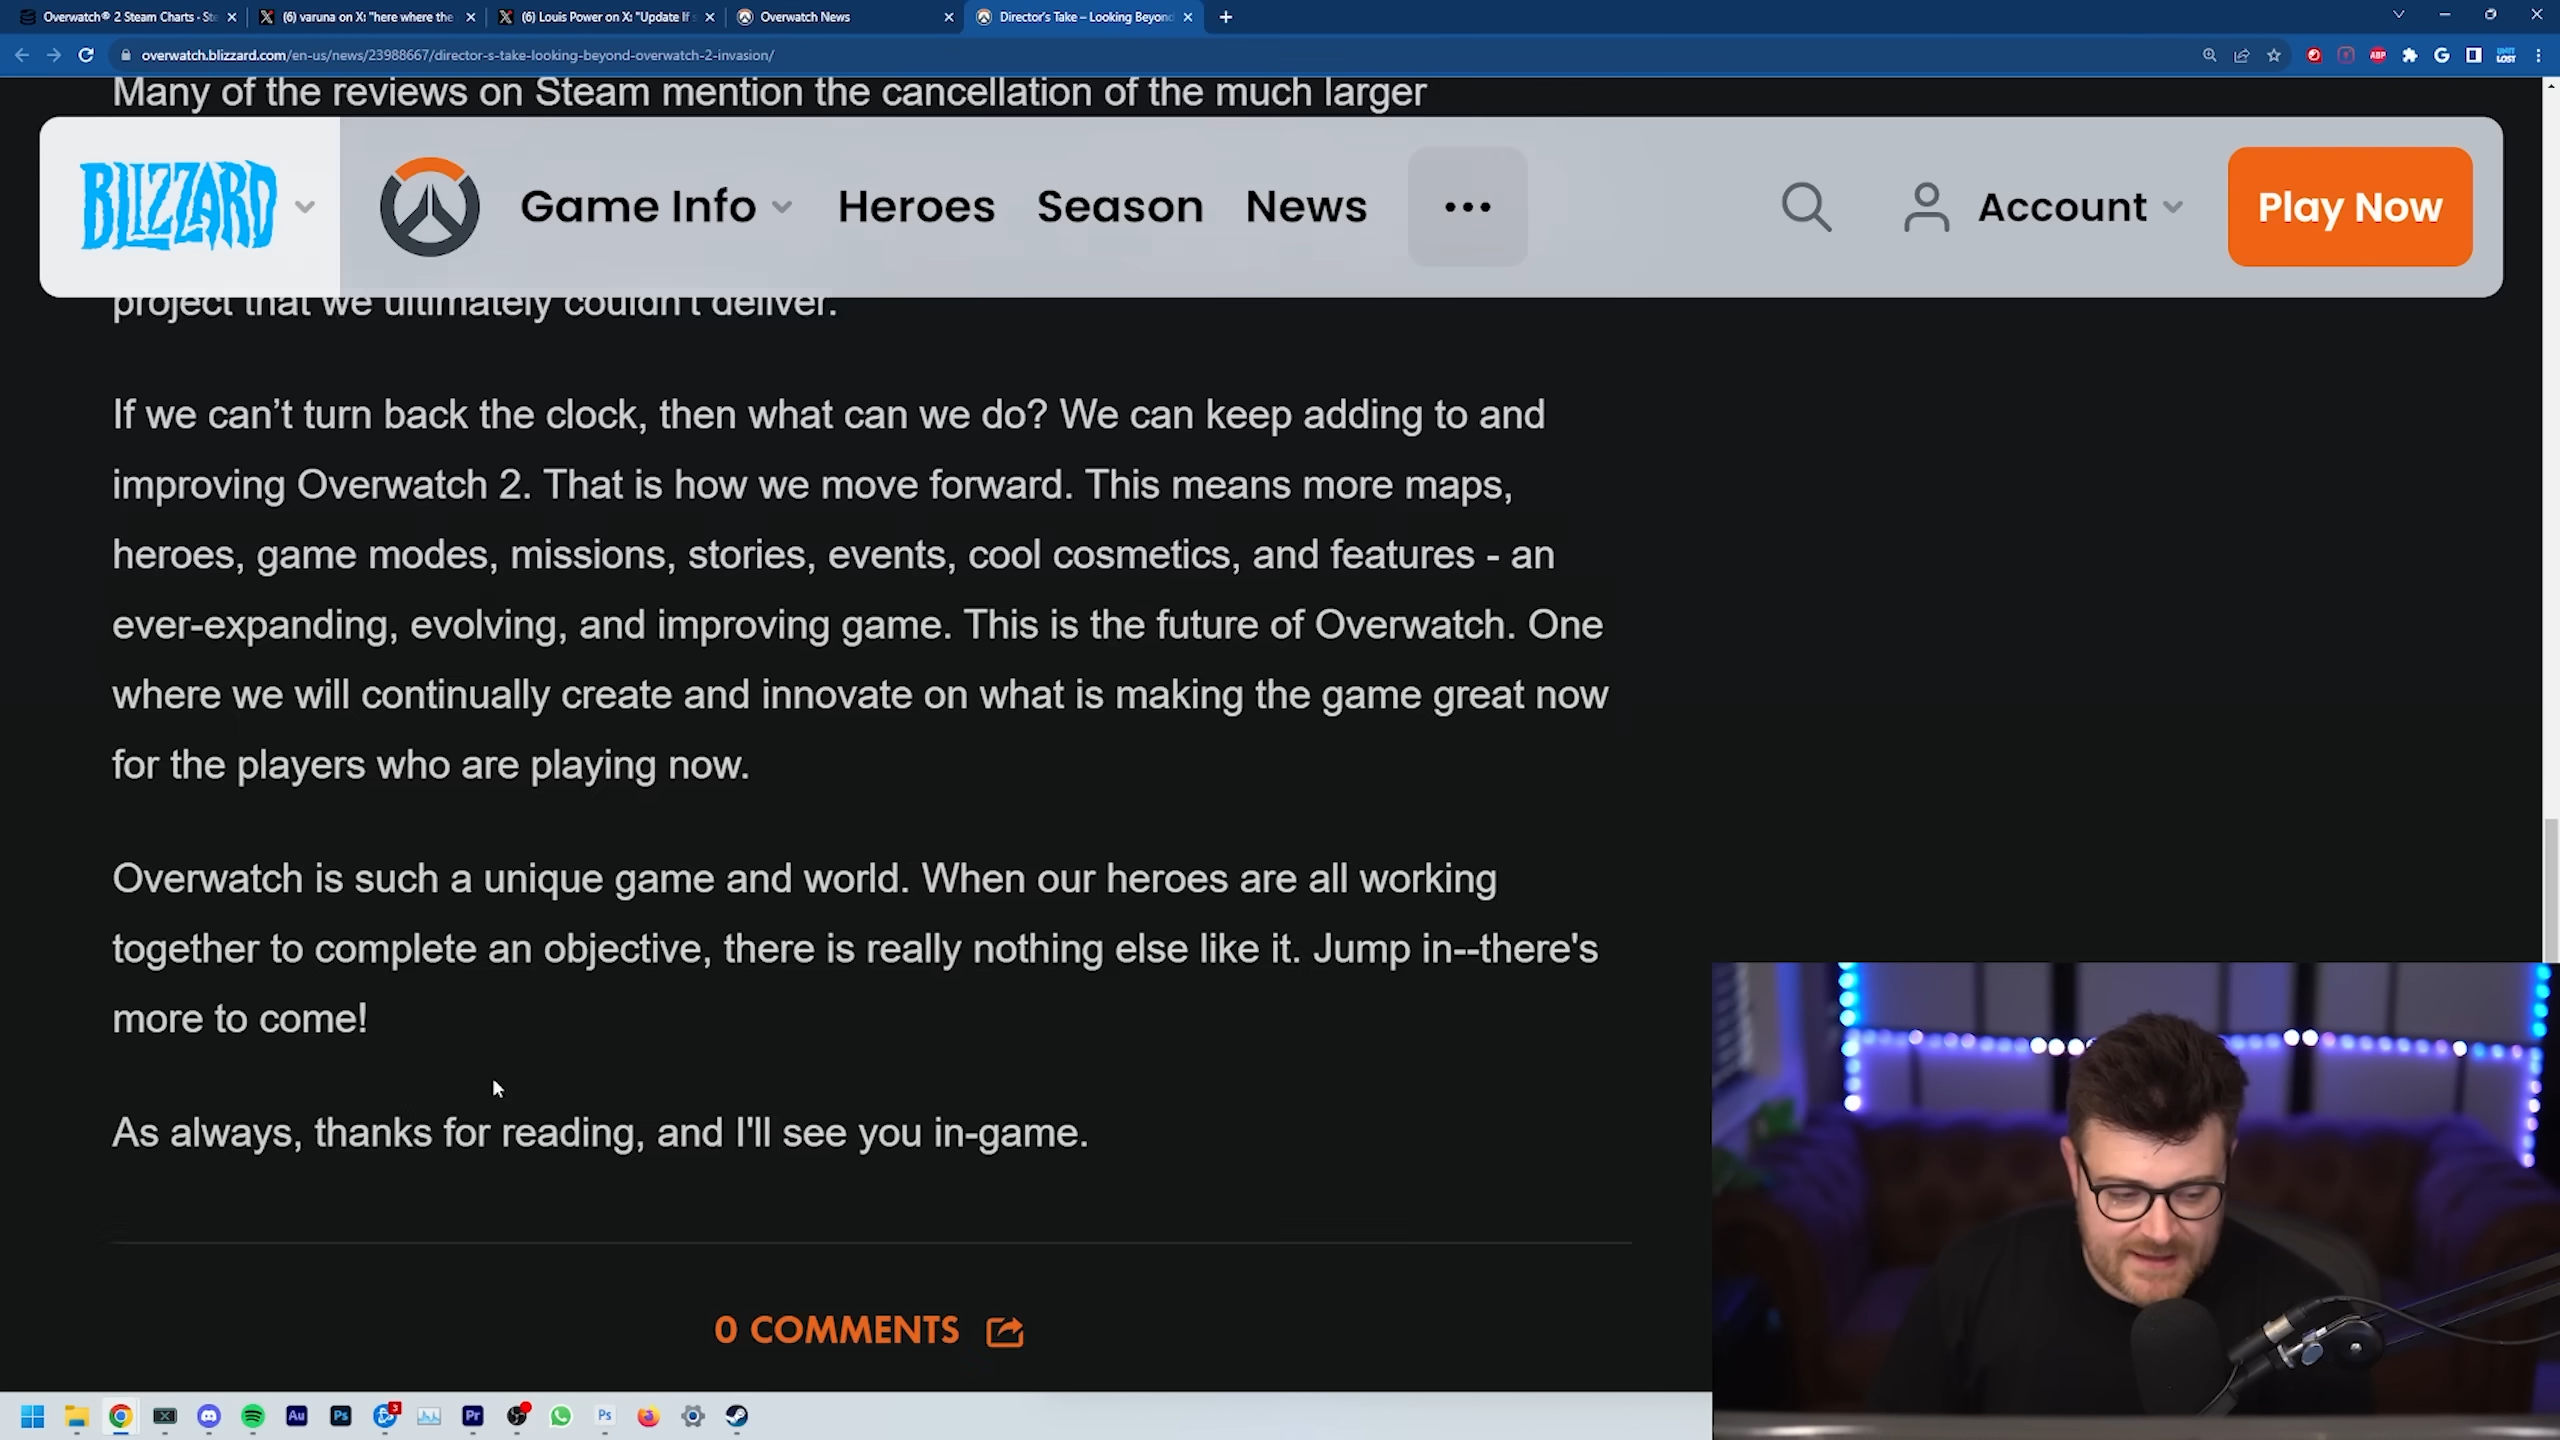 Overwatch® 2 Steam Charts · Ste
(6) varuna on X: "here where the
(6) Louis Power on X: "Update If
Overwatch News
Director's Take – Looking Beyond
overwatch.blizzard.com/en-us/news/23988667/director-s-take-looking-beyond-overwatch-2-invasion/
ABP
G
Many of the reviews on Steam mention the cancellation of the much larger
BLIZZARD
Game Info
Heroes
Season
News
•••
Account
Play Now
project that we ultimately couldn't deliver.
If we can’t turn back the clock, then what can we do? We can keep adding to and
improving Overwatch 2. That is how we move forward. This means more maps,
heroes, game modes, missions, stories, events, cool cosmetics, and features - an
ever-expanding, evolving, and improving game. This is the future of Overwatch. One
where we will continually create and innovate on what is making the game great now
for the players who are playing now.
Overwatch is such a unique game and world. When our heroes are all working
together to complete an objective, there is really nothing else like it. Jump in--there's
more to come!
As always, thanks for reading, and I'll see you in-game.
0 COMMENTS
Au
Ps
3
Pr
Ps